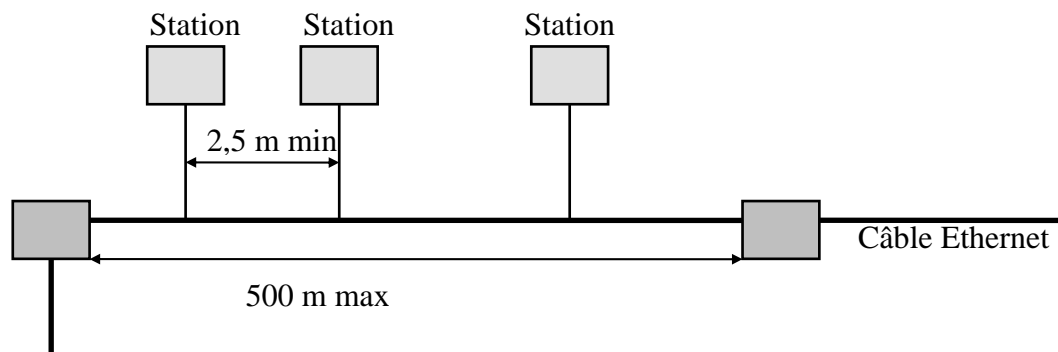 Station
Station
Station
2,5 m min
Câble Ethernet
500 m max